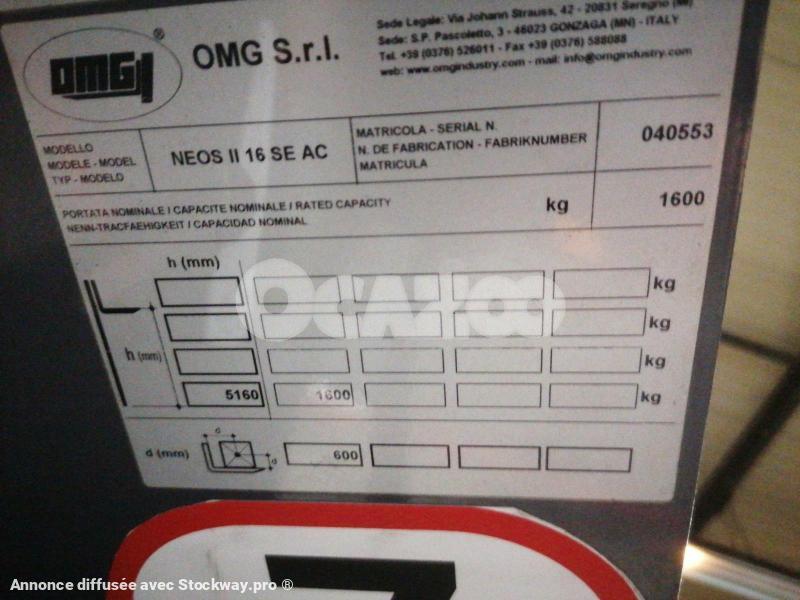 OMG ®
OMG S.r.l.
Sede Legale: Via Johann Strauss, 42 - 20831 Seregno (MI)
Sede: S.P. Pascoletto, 3 - 46023 GONZAGA (MN) - ITALY
Tel. +39 (0376) 526011 - Fax +39 (0376) 588088
web: www.omgindustry.com - mail: info@omgindustry.com
MODELLO
MODELE - MODEL
TYP - MODELO
NEOS II 16 SE AC
MATRICOLA - SERIAL N.
N. DE FABRICATION - FABRIKNUMBER
MATRICULA
040553
PORTATA NOMINALE / CAPACITE NOMINALE / RATED CAPACITY
NENN-TRACFAEHIGKEIT / CAPACIDAD NOMINAL
kg
1600
h (mm)
kg
kg
h (mm)
kg
5160 1600 kg
d (mm) d d 600
OCAZOO
7
Annonce diffusée avec Stockway.pro ®